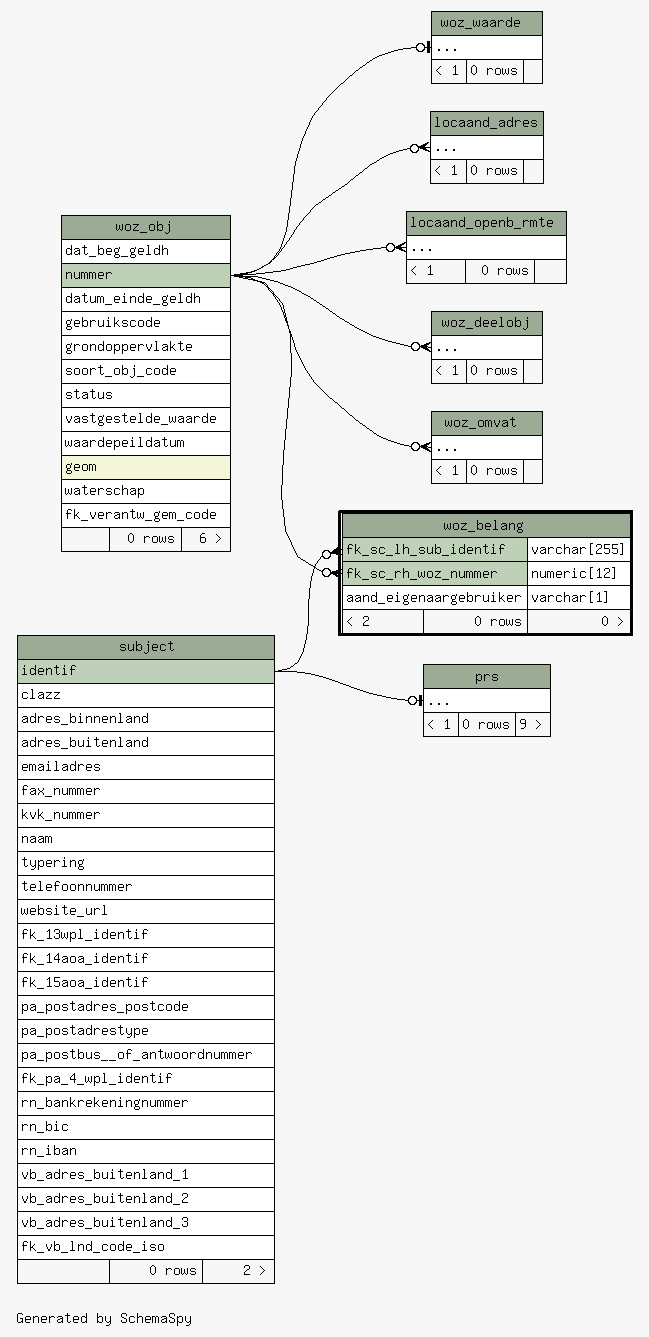 woz_waarde
...
< 1 0 rows
locaand_adres
...
< 1 0 rows
locaand_openb_rmte
...
< 1 0 rows
woz_deelobj
...
< 1 0 rows
woz_omvat
...
< 1 0 rows
woz_obj
dat_beg_geldh
nummer
datum_einde_geldh
gebruikscode
grondoppervlakte
soort_obj_code
status
vastgestelde_waarde
waardepeildatum
geom
waterschap
fk_verantw_gem_code
0 rows 6 >
woz_belang
fk_sc_lh_sub_identif varchar[255]
fk_sc_rh_woz_nummer numeric[12]
aand_eigenaargebruiker varchar[1]
< 2 0 rows 0 >
prs
...
< 1 0 rows 9 >
subject
identif
clazz
adres_binnenland
adres_buitenland
emailadres
fax_nummer
kvk_nummer
naam
typering
telefoonnummer
website_url
fk_13wpl_identif
fk_14aoa_identif
fk_15aoa_identif
pa_postadres_postcode
pa_postadrestype
pa_postbus__of_antwoordnummer
fk_pa_4_wpl_identif
rn_bankrekeningnummer
rn_bic
rn_iban
vb_adres_buitenland_1
vb_adres_buitenland_2
vb_adres_buitenland_3
fk_vb_lnd_code_iso
0 rows 2 >
Generated by SchemaSpy